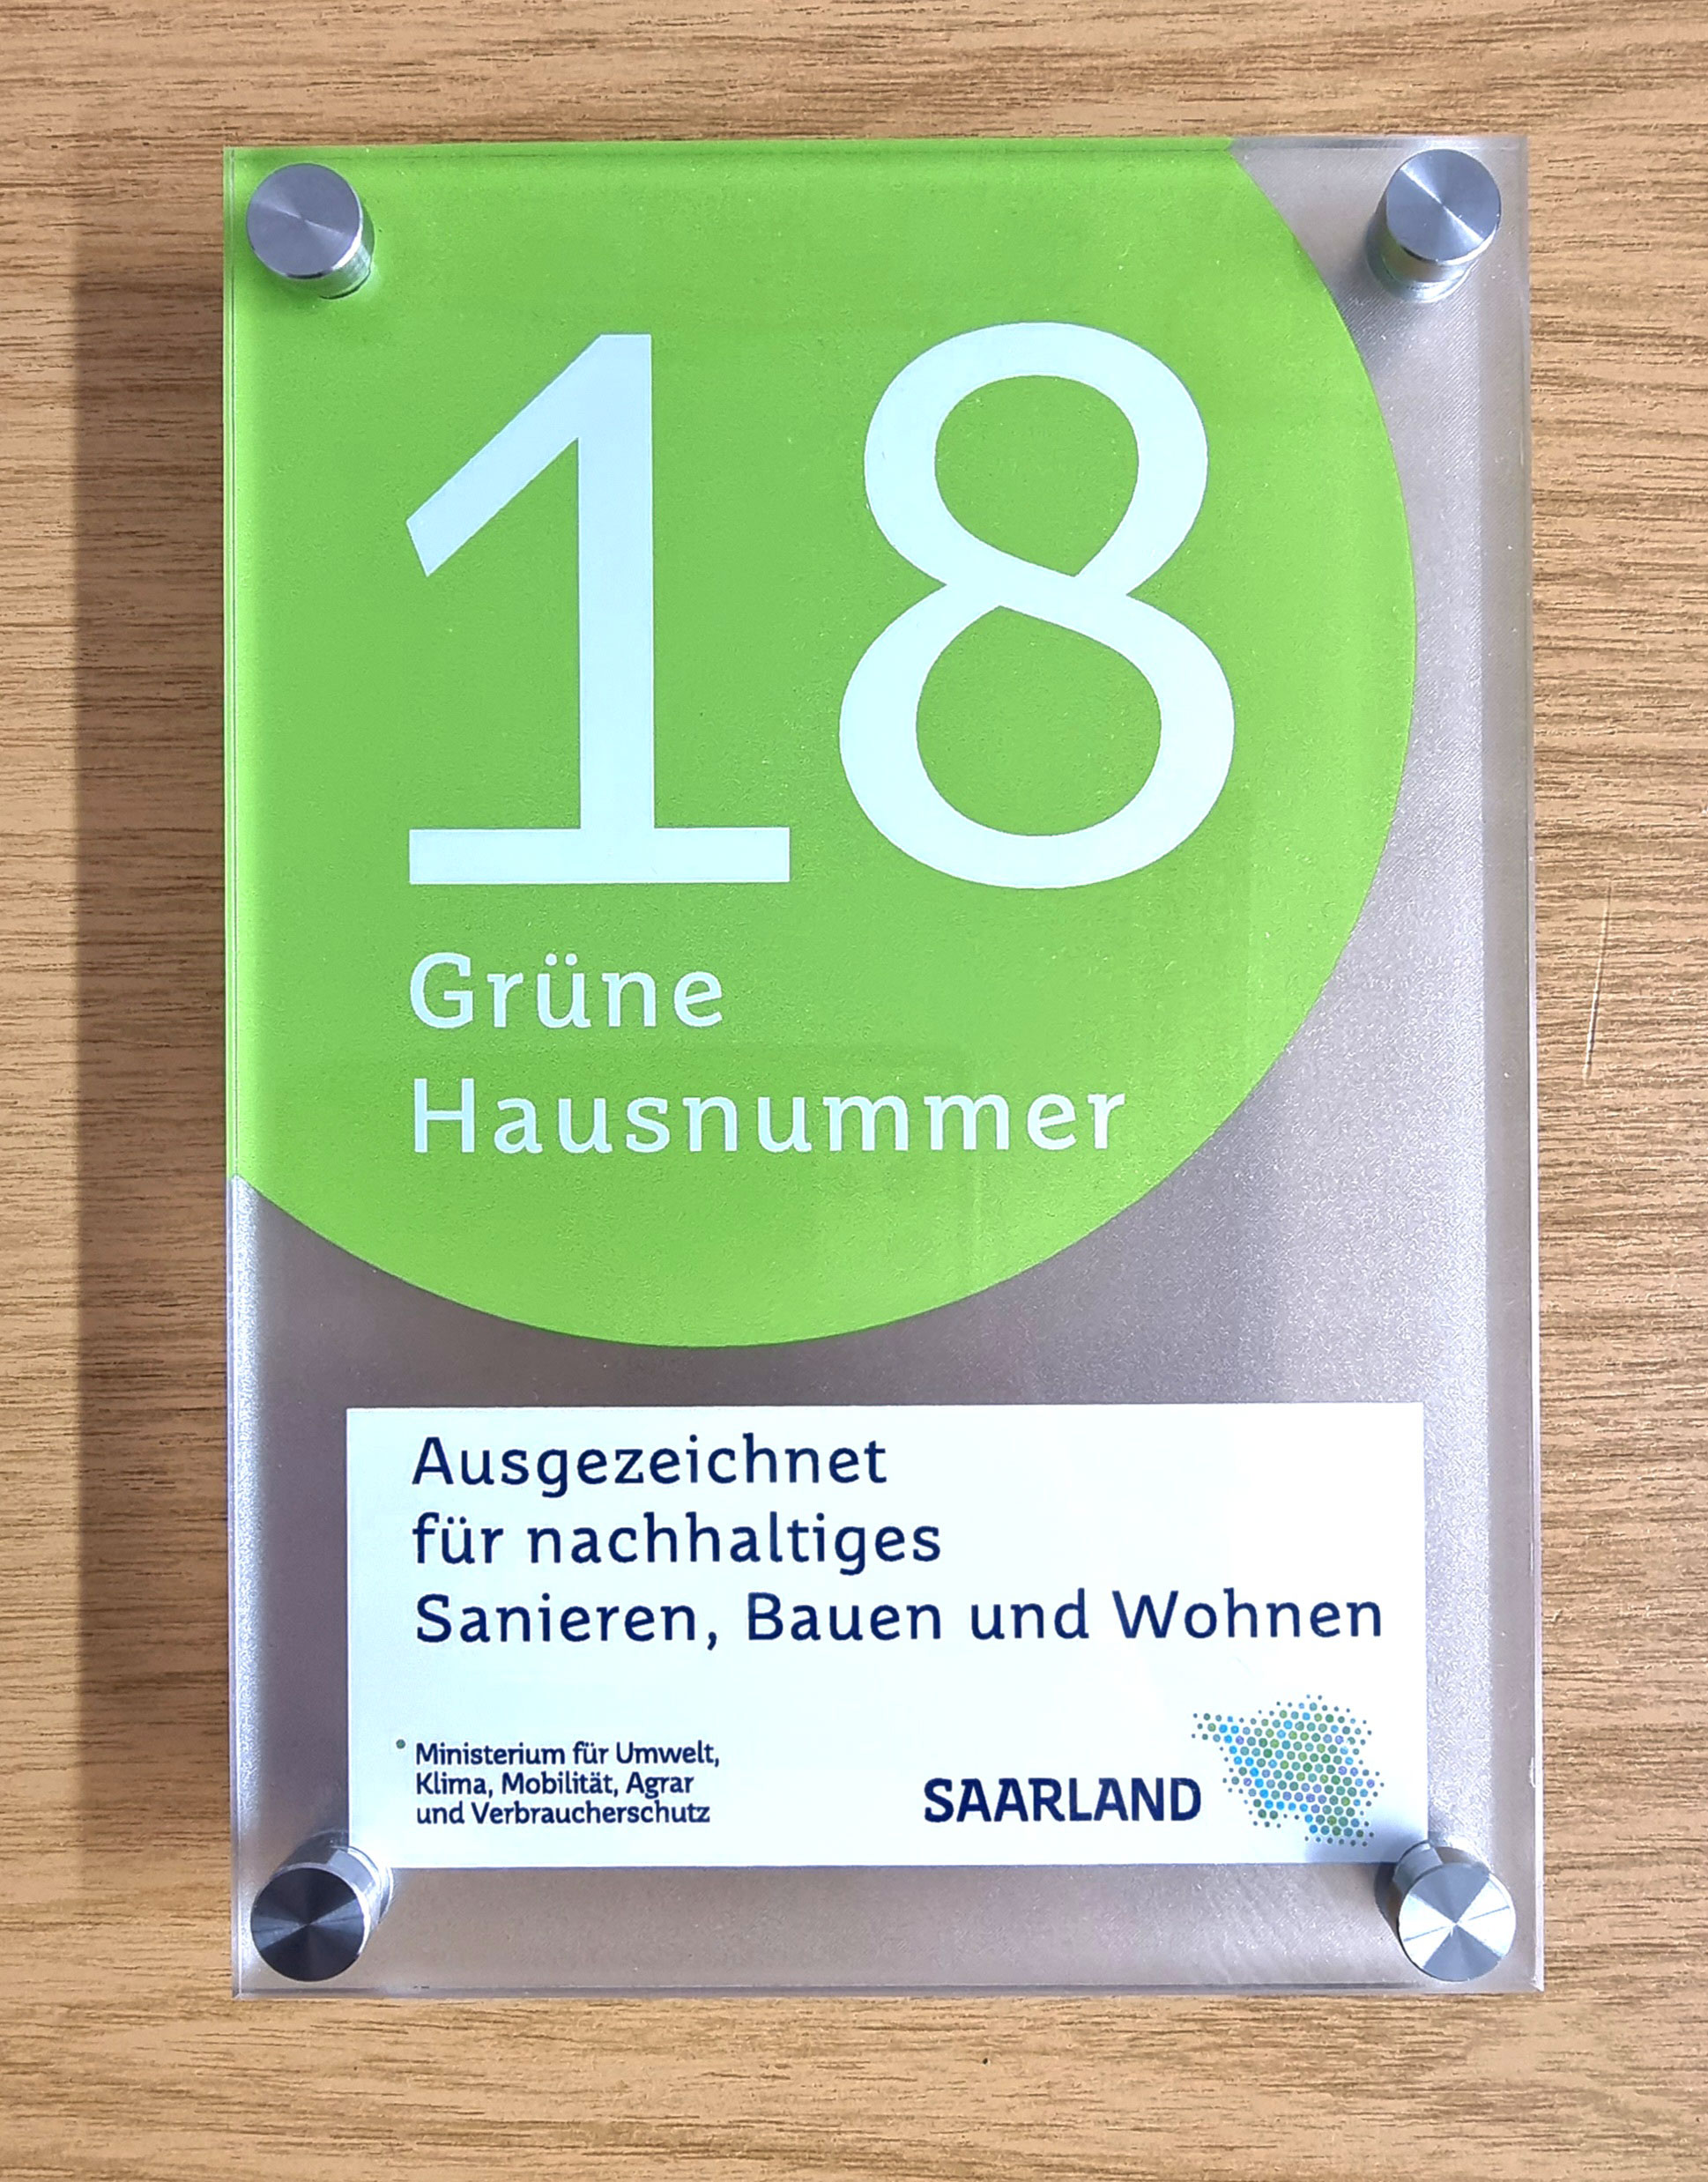 18
Grüne
Hausnummer
Ausgezeichnet
für nachhaltiges
Sanieren, Bauen und Wohnen
Ministerium für Umwelt,
Klima, Mobilität, Agrar
und Verbraucherschutz
SAARLAND